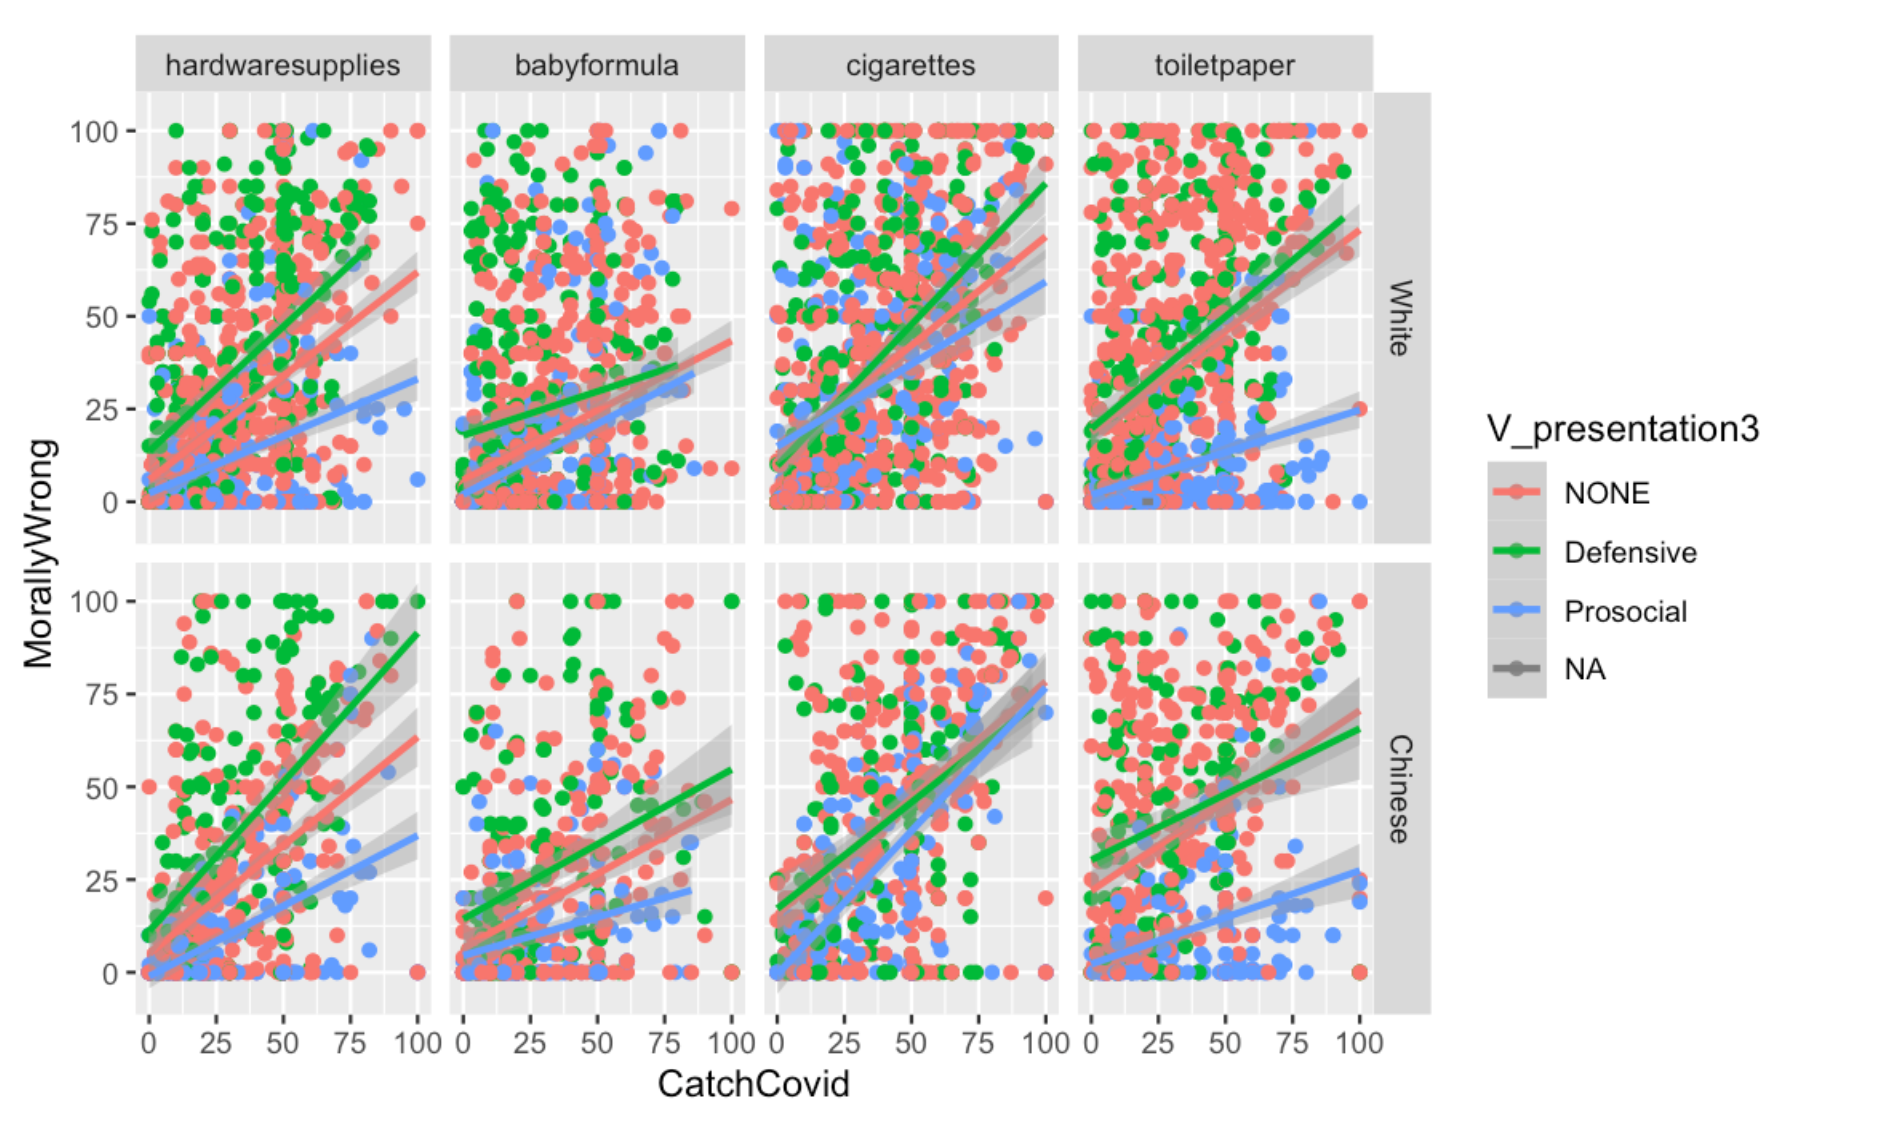 hardwaresupplies babyformula cigarettes toiletpaper
100
75
50
25
0
White
100
75
50
25
0
Chinese
MorallyWrong
0 25 50 75 100 0 25 50 75 100 0 25 50 75 100 0 25 50 75 100
CatchCovid
V_presentation3
NONE
Defensive
Prosocial
NA